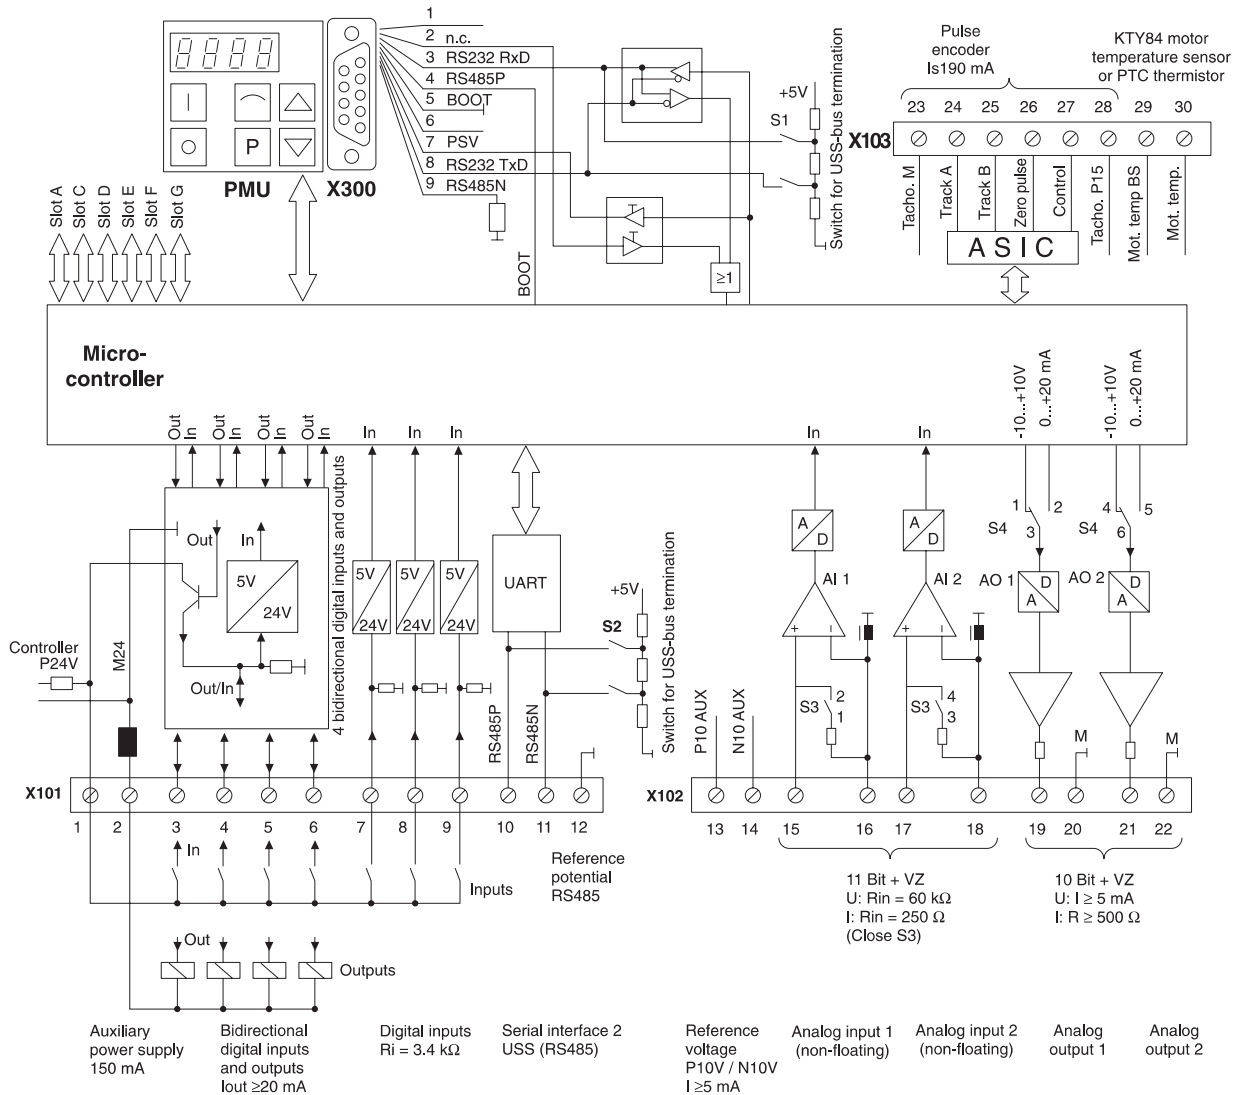 1
2 n.c.
3 RS232 RxD
4 RS485P
5 BOOT
6
7 PSV
8 RS232 TxD
9 RS485N
P
PMU
X300
BOOT
≥1
+5V
S1
Switch for USS-bus termination
Pulse
encoder
Is190 mA
KTY84 motor
temperature sensor
or PTC thermistor
23 24 25 26 27 28 29 30
X103
Tacho. M
Track A
Track B
Zero pulse
Control
Tacho. P15
Mot. temp BS
Mot. temp.
ASIC
Slot A
Slot C
Slot D
Slot E
Slot F
Slot G
Micro-
controller
Out
In
Out
In
Out
In
Out
In
In In In
In In
-10...+10V
0...+20 mA
-10...+10V
0...+20 mA
4 bidirectional digital inputs and outputs
Out
In
5V
24V
Out/In
5V
24V
5V
24V
5V
24V
UART
+5V
S2
Switch for USS-bus termination
Controller
P24V
M24
RS485P
RS485N
A
D
AI 1
+ −
S3
2
1
A
D
AI 2
+ −
S3
4
3
1 2
S4
3
AO 1
D
A
4 5
S4
6
AO 2
D
A
M
M
P10 AUX
N10 AUX
X101
1 2 3 4 5 6 7 8 9 10 11 12
X102
13 14 15 16 17 18 19 20 21 22
In
Inputs
Reference
potential
RS485
Out
Outputs
11 Bit + VZ
U: Rin = 60 kΩ
I: Rin = 250 Ω
(Close S3)
10 Bit + VZ
U: I ≥ 5 mA
I: R ≥ 500 Ω
Auxiliary
power supply
150 mA
Bidirectional
digital inputs
and outputs
Iout ≥20 mA
Digital inputs
Ri = 3.4 kΩ
Serial interface 2
USS (RS485)
Reference
voltage
P10V / N10V
I ≥5 mA
Analog input 1
(non-floating)
Analog input 2
(non-floating)
Analog
output 1
Analog
output 2